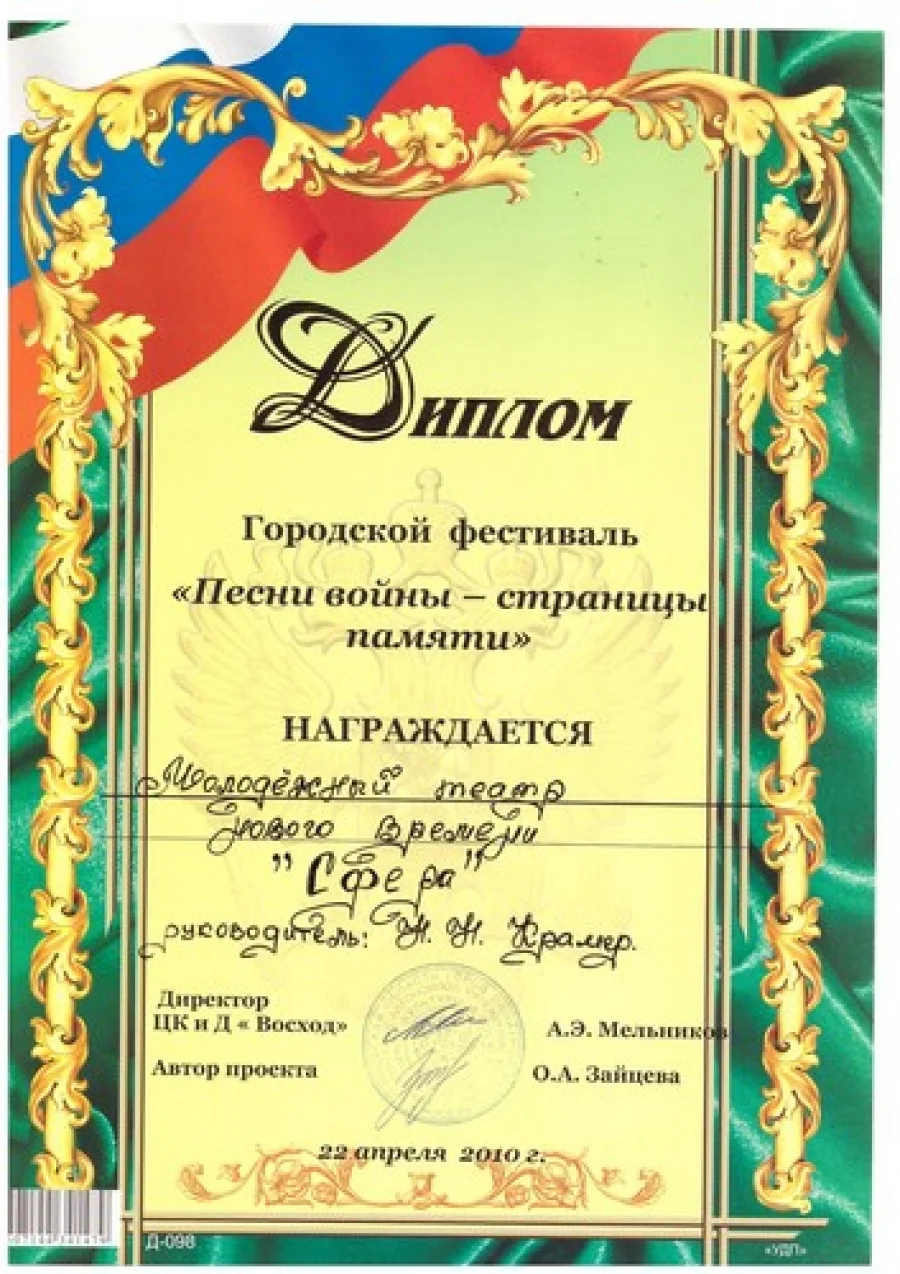 Диплом
Городской фестиваль
«Песни войны – страницы
памяти»
НАГРАЖДАЕТСЯ
Молодёжный театр
нового времени
"Сфера"
руководитель: Н. Н. Крамер.
Директор
ЦК и Д « Восход»
А.Э. Мельников
Автор проекта
О.А. Зайцева
22 апреля 2010 г.
Д-098
«УДП»